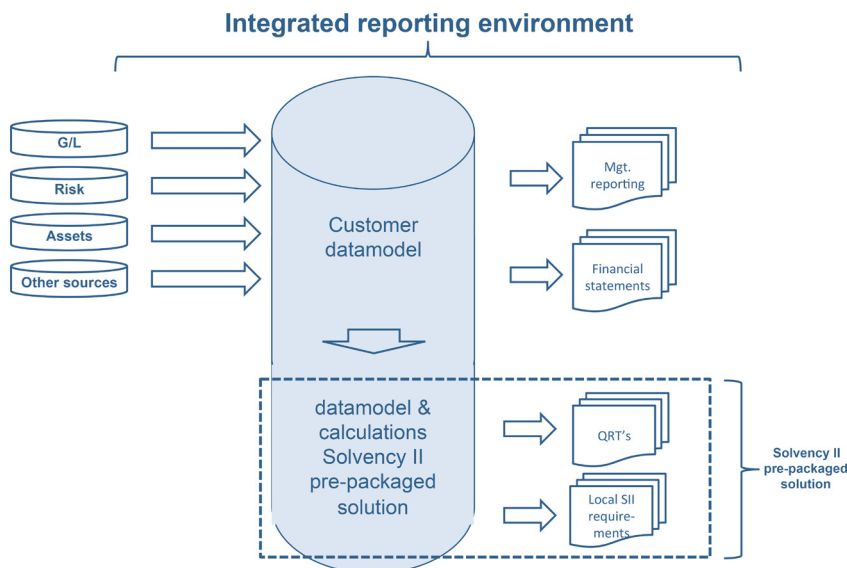 Integrated reporting environment
G/L
Risk
Assets
Other sources
Customer
datamodel
Mgt.
reporting
Financial
statements
datamodel &
calculations
Solvency II
pre-packaged
solution
QRT's
Local SII
require-
ments
Solvency II
pre-packaged
solution